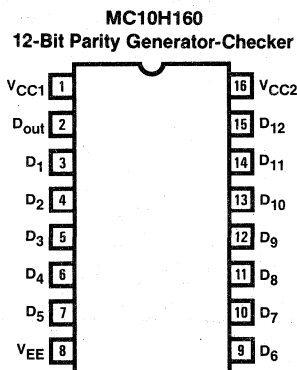 MC10H160
12-Bit Parity Generator-Checker
VCC1 1 16 VCC2
Dout 2 15 D12
D1 3 14 D11
D2 4 13 D10
D3 5 12 D9
D4 6 11 D8
D5 7 10 D7
VEE 8 9 D6